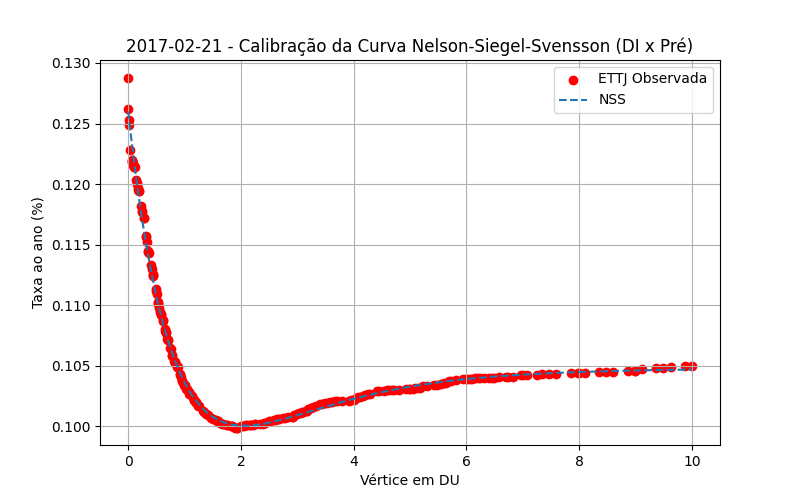 2017-02-21 - Calibração da Curva Nelson-Siegel-Svensson (DI x Pré)
ETTJ Observada
NSS
Taxa ao ano (%)
0.130
0.125
0.120
0.115
0.110
0.105
0.100
0 2 4 6 8 10
Vértice em DU